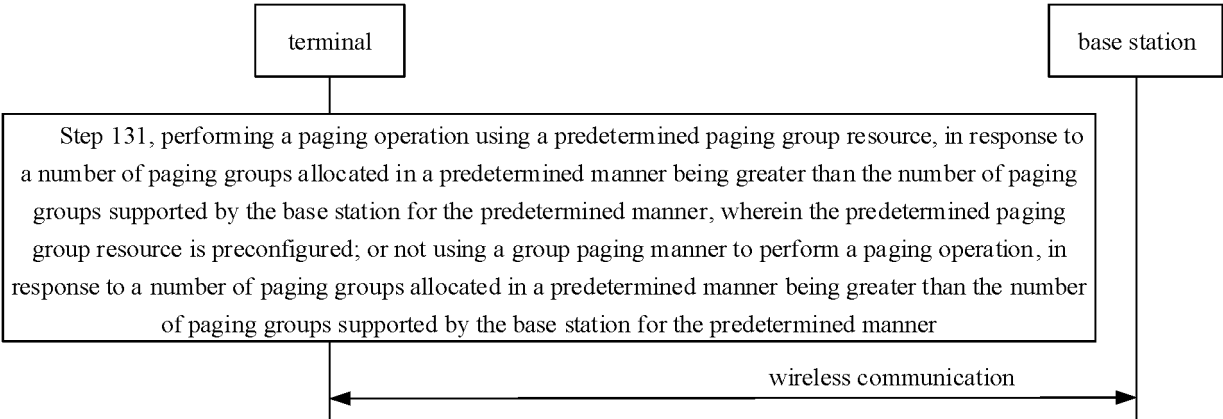 terminal
base station
Step 131, performing a paging operation using a predetermined paging group resource, in response to
a number of paging groups allocated in a predetermined manner being greater than the number of paging
groups supported by the base station for the predetermined manner, wherein the predetermined paging
group resource is preconfigured; or not using a group paging manner to perform a paging operation, in
response to a number of paging groups allocated in a predetermined manner being greater than the number
of paging groups supported by the base station for the predetermined manner
wireless communication